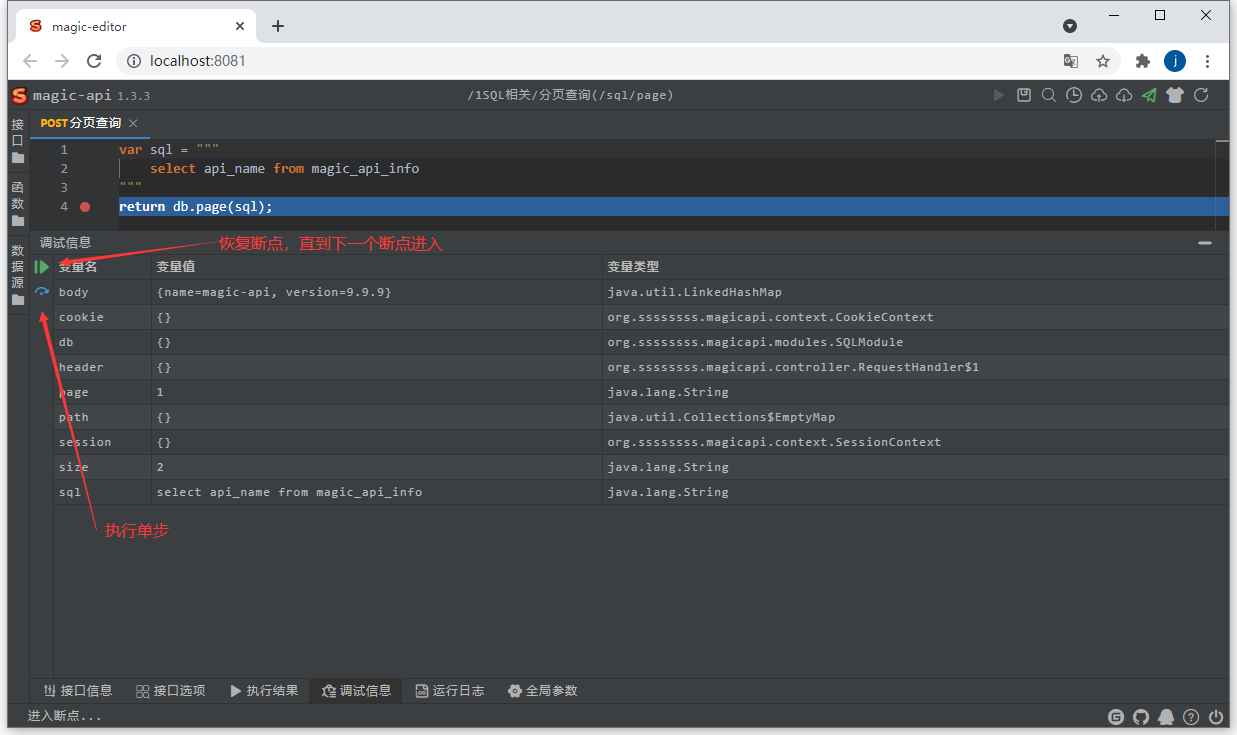 magic-editor
localhost:8081
j
magic-api 1.3.3
/1SQL相关/分页查询(/sql/page)
接口
函数
数据源
POST分页查询
1 var sql = """
2 select api_name from magic_api_info
3 """
4 return db.page(sql);
调试信息
恢复断点，直到下一个断点进入
变量名 变量值 变量类型
body {name=magic-api, version=9.9.9} java.util.LinkedHashMap
cookie {} org.ssssssss.magicapi.context.CookieContext
db {} org.ssssssss.magicapi.modules.SQLModule
header {} org.ssssssss.magicapi.controller.RequestHandler$1
page 1 java.lang.String
path {} java.util.Collections$EmptyMap
session {} org.ssssssss.magicapi.context.SessionContext
size 2 java.lang.String
sql select api_name from magic_api_info java.lang.String
执行单步
接口信息 接口选项 执行结果 调试信息 运行日志 全局参数
进入断点...